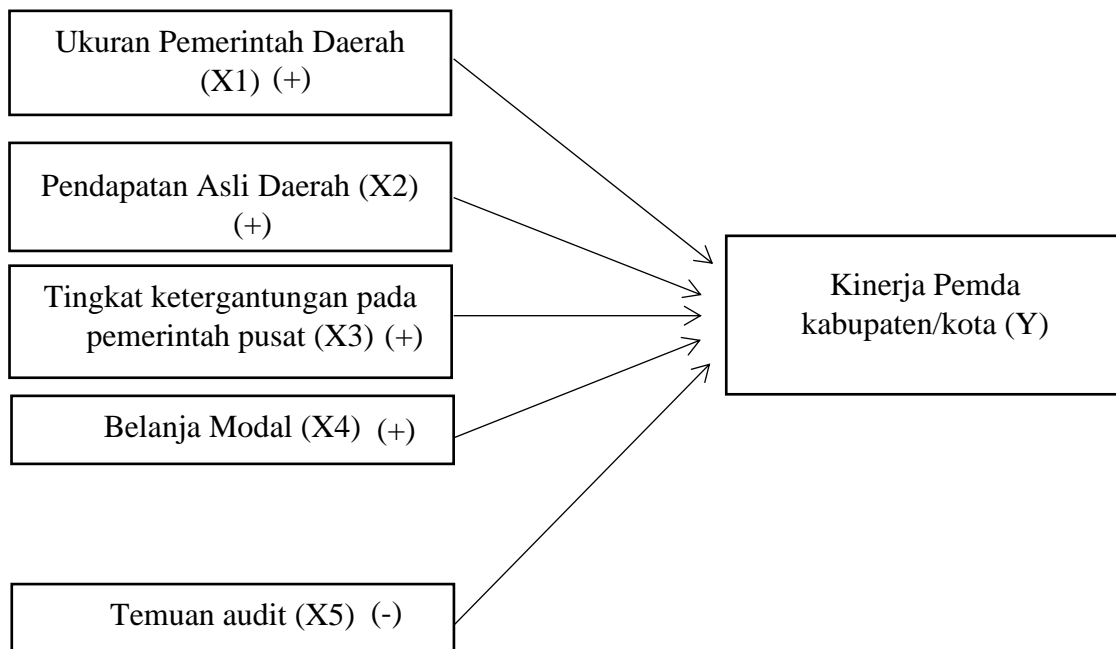 Ukuran Pemerintah Daerah
(X1) (+)
Pendapatan Asli Daerah (X2)
(+)
Tingkat ketergantungan pada
pemerintah pusat (X3) (+)
Belanja Modal (X4) (+)
Temuan audit (X5) (-)
Kinerja Pemda
kabupaten/kota (Y)